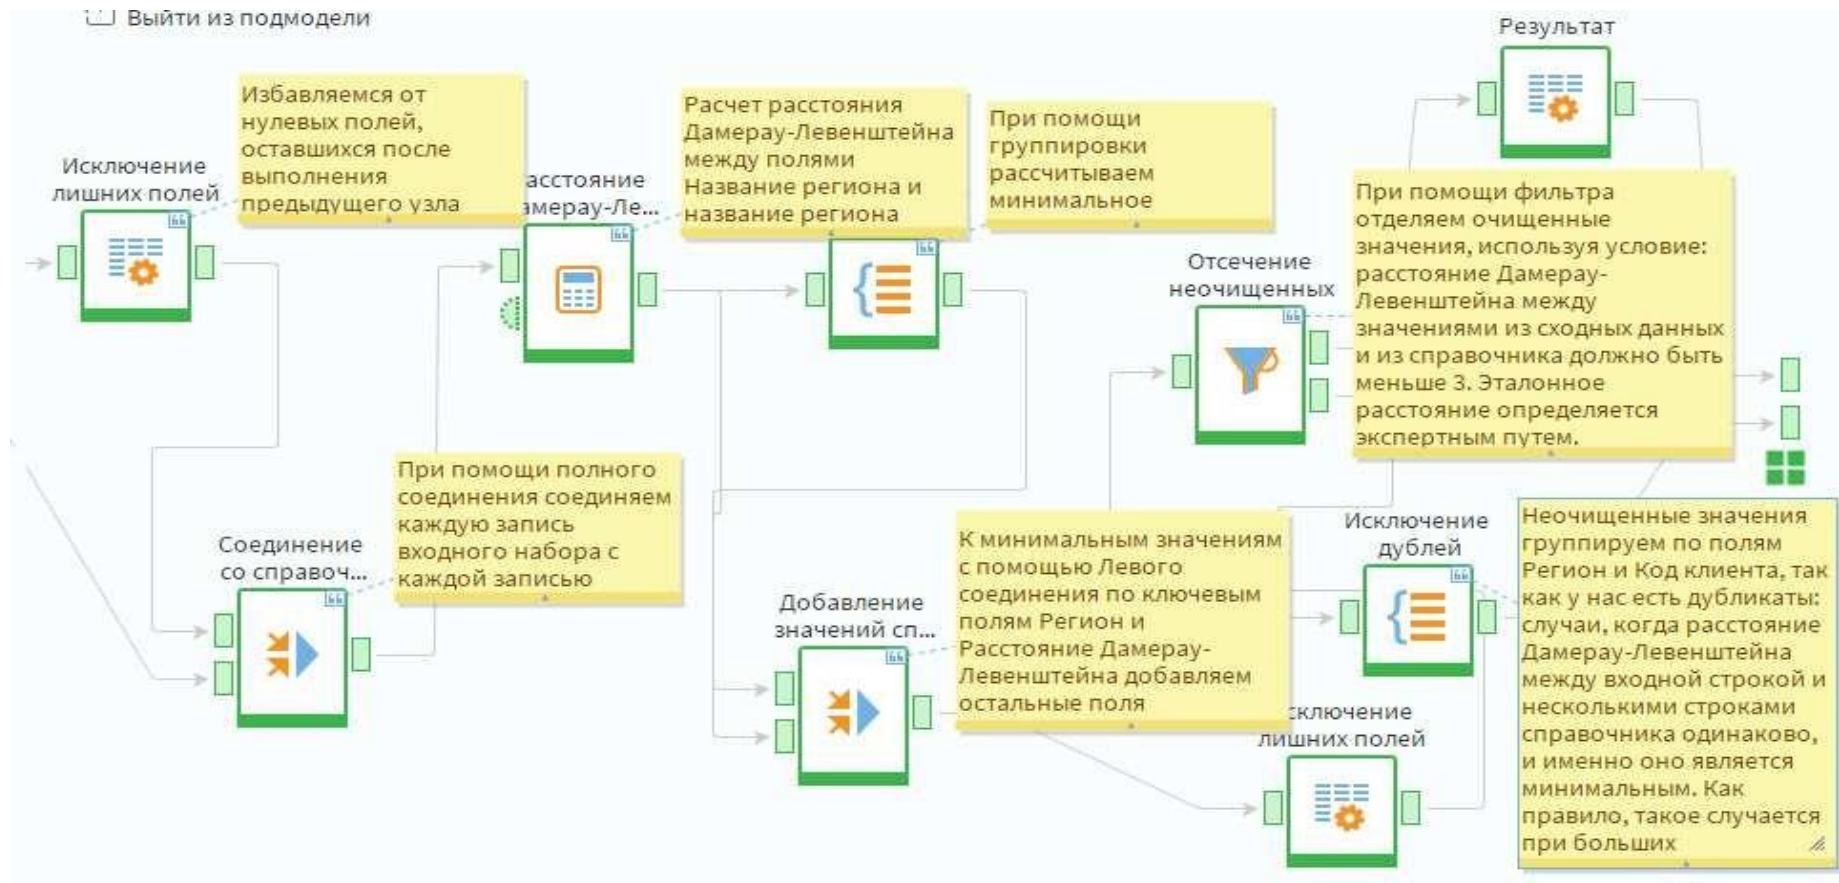 Выйти из подмодели
Результат
Избавляемся от
нулевых полей,
оставшихся после
выполнения
предыдущего узла
Расчет расстояния
Дамерау-Левенштейна
между полями
Название региона и
название региона
При помощи
группировки
рассчитываем
минимальное
Исключение
лишних полей
асстояние
амерау-Ле...
При помощи фильтра
отделяем очищенные
значения, используя условие:
расстояние Дамерау-
Левенштейна между
значениями из сходных данных
и из справочника должно быть
меньше 3. Эталонное
расстояние определяется
экспертным путем.
Отсечение
неочищенных
При помощи полного
соединения соединяем
каждую запись
входного набора с
каждой записью
Соединение
со справоч...
К минимальным значениям
с помощью Левого
соединения по ключевым
полям Регион и
Расстояние Дамерау-
Левенштейна добавляем
остальные поля
Добавление
значений сп...
Исключение
дублей
Неочищенные значения
группируем по полям
Регион и Код клиента, так
как у нас есть дубликаты:
случаи, когда расстояние
Дамерау-Левенштейна
между входной строкой и
несколькими строками
справочника одинаково,
и именно оно является
минимальным. Как
правило, такое случается
при больших
сключение
лишних полей